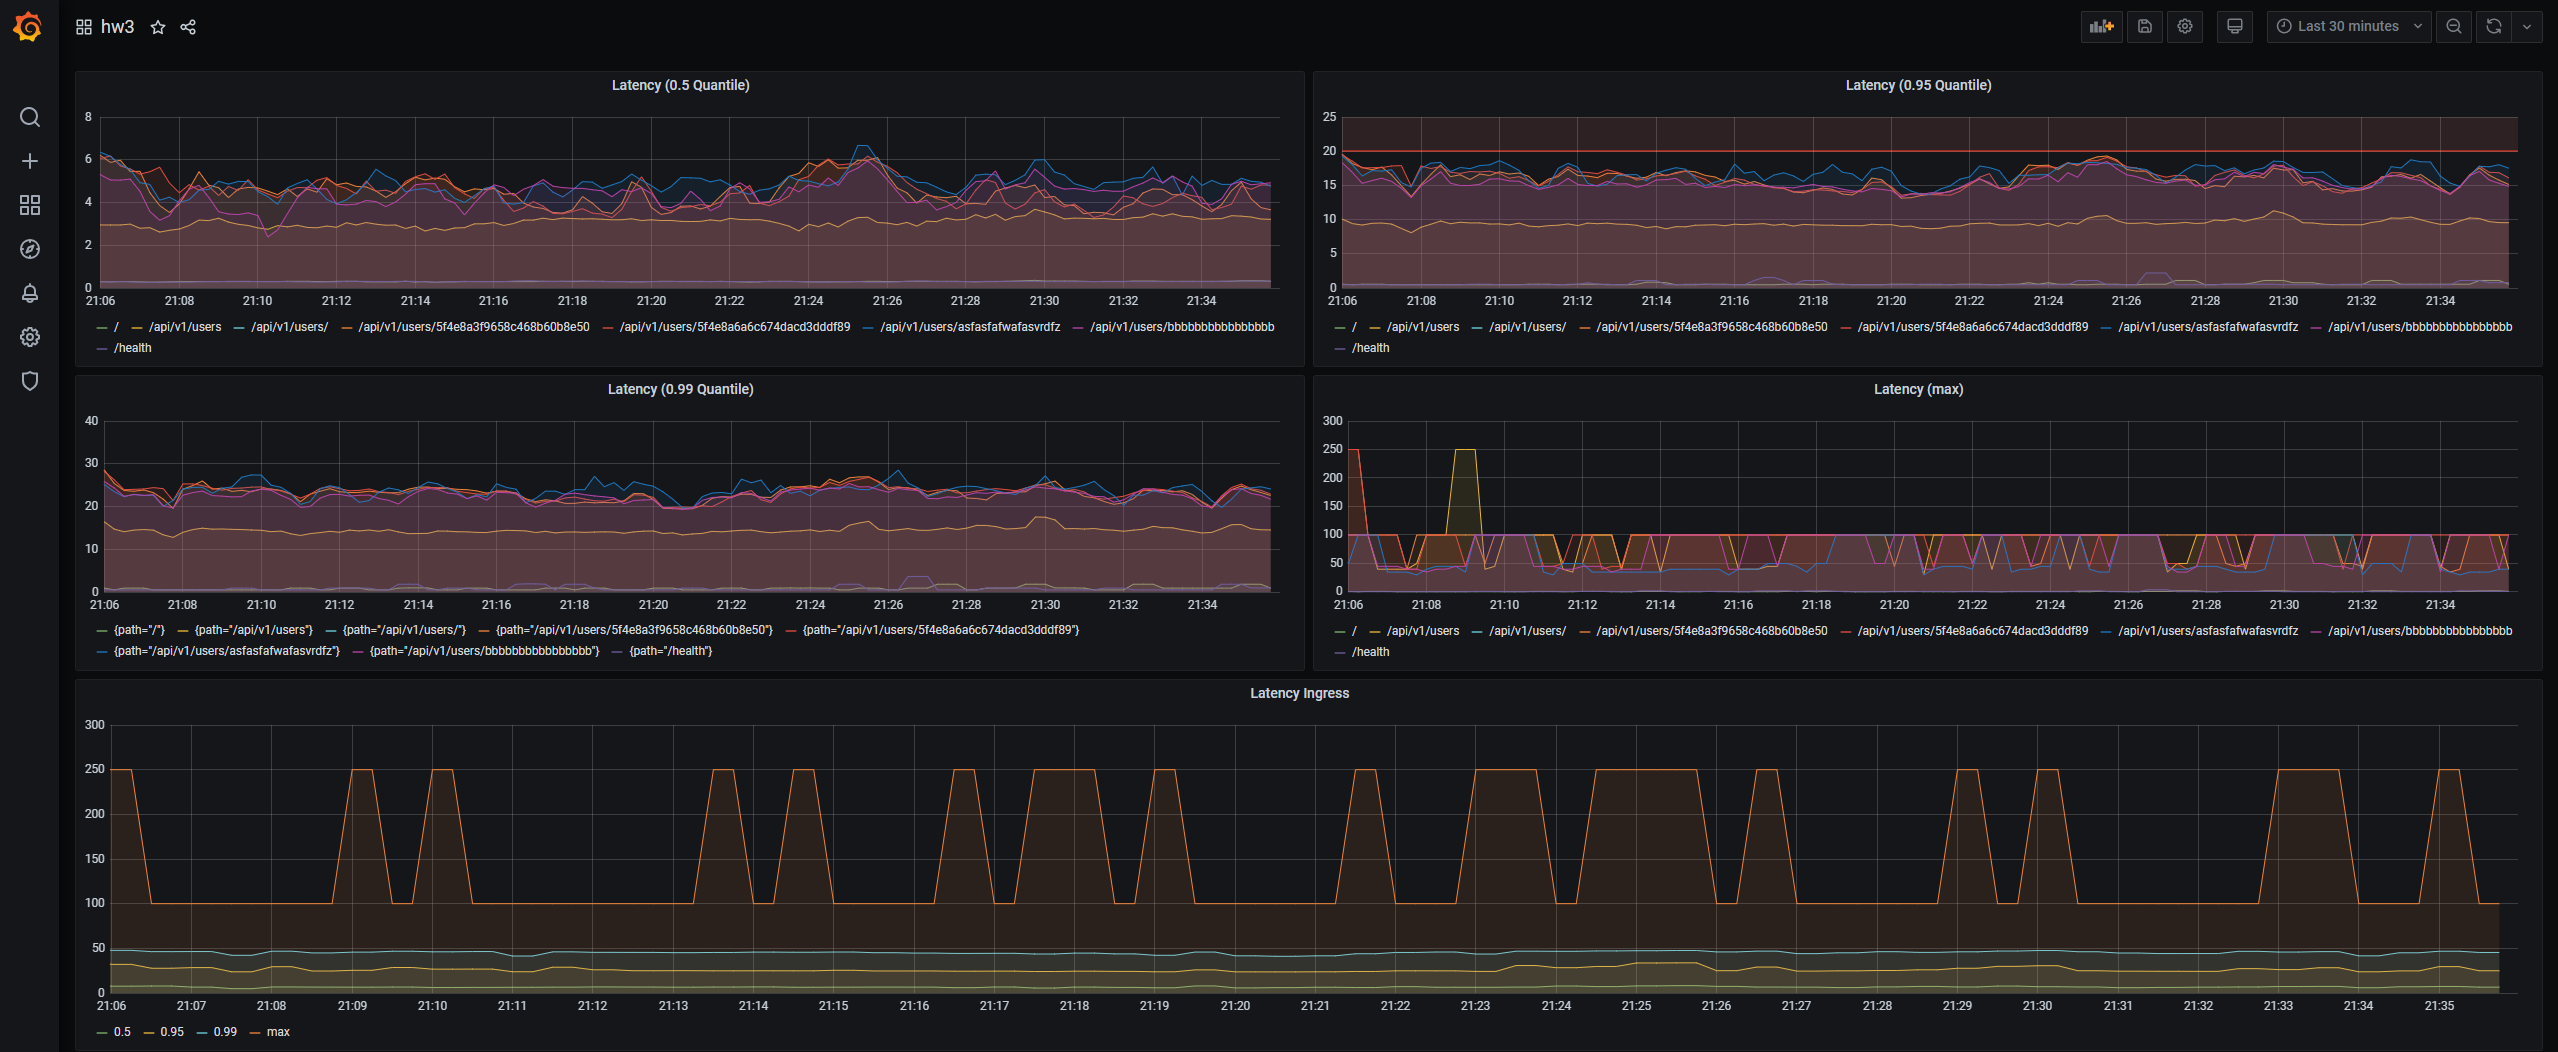 hw3
Last 30 minutes
Latency (0.5 Quantile)
8
6
4
2
0
21:06 21:08 21:10 21:12 21:14 21:16 21:18 21:20 21:22 21:24 21:26 21:28 21:30 21:32 21:34
/ /api/v1/users /api/v1/users/ /api/v1/users/5f4e8a3f9658c468b60b8e50 /api/v1/users/5f4e8a6a6c674dacd3dddf89 /api/v1/users/asfasfafwafasvrdfz /api/v1/users/bbbbbbbbbbbbbbbb
/health
Latency (0.95 Quantile)
25
20
15
10
5
0
21:06 21:08 21:10 21:12 21:14 21:16 21:18 21:20 21:22 21:24 21:26 21:28 21:30 21:32 21:34
/ /api/v1/users /api/v1/users/ /api/v1/users/5f4e8a3f9658c468b60b8e50 /api/v1/users/5f4e8a6a6c674dacd3dddf89 /api/v1/users/asfasfafwafasvrdfz /api/v1/users/bbbbbbbbbbbbbbbb
/health
Latency (0.99 Quantile)
40
30
20
10
0
21:06 21:08 21:10 21:12 21:14 21:16 21:18 21:20 21:22 21:24 21:26 21:28 21:30 21:32 21:34
{path="/"} {path="/api/v1/users"} {path="/api/v1/users/"} {path="/api/v1/users/5f4e8a3f9658c468b60b8e50"} {path="/api/v1/users/5f4e8a6a6c674dacd3dddf89"}
{path="/api/v1/users/asfasfafwafasvrdfz"} {path="/api/v1/users/bbbbbbbbbbbbbbbb"} {path="/health"}
Latency (max)
300
250
200
150
100
50
0
21:06 21:08 21:10 21:12 21:14 21:16 21:18 21:20 21:22 21:24 21:26 21:28 21:30 21:32 21:34
/ /api/v1/users /api/v1/users/ /api/v1/users/5f4e8a3f9658c468b60b8e50 /api/v1/users/5f4e8a6a6c674dacd3dddf89 /api/v1/users/asfasfafwafasvrdfz /api/v1/users/bbbbbbbbbbbbbbbb
/health
Latency Ingress
300
250
200
150
100
50
0
21:06 21:07 21:08 21:09 21:10 21:11 21:12 21:13 21:14 21:15 21:16 21:17 21:18 21:19 21:20 21:21 21:22 21:23 21:24 21:25 21:26 21:27 21:28 21:29 21:30 21:31 21:32 21:33 21:34 21:35
0.5 0.95 0.99 max